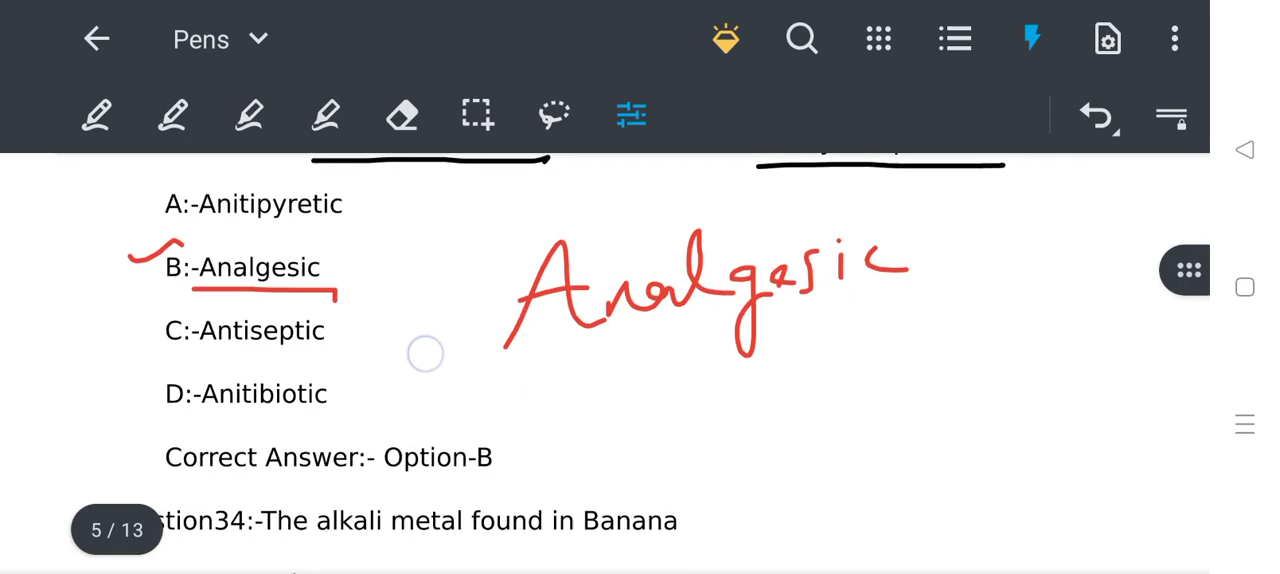 Pens
A:-Anitipyretic
B:-Analgesic
Analgesic
C:-Antiseptic
D:-Anitibiotic
Correct Answer:- Option-B
stion34:-The alkali metal found in Banana
5 / 13